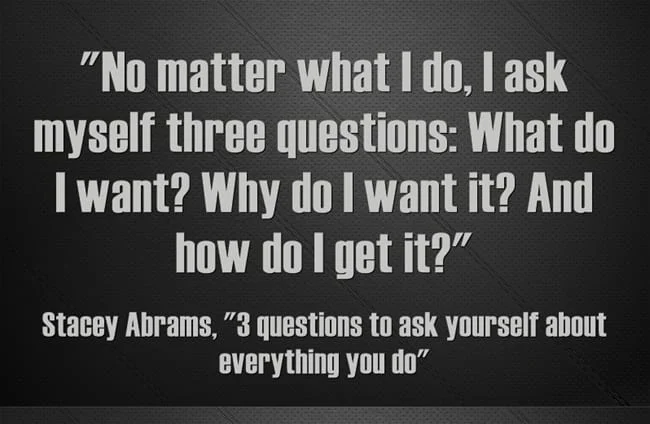 "No matter what I do, I ask
myself three questions: What do
I want? Why do I want it? And
how do I get it?"
Stacey Abrams, "3 questions to ask yourself about
everything you do"